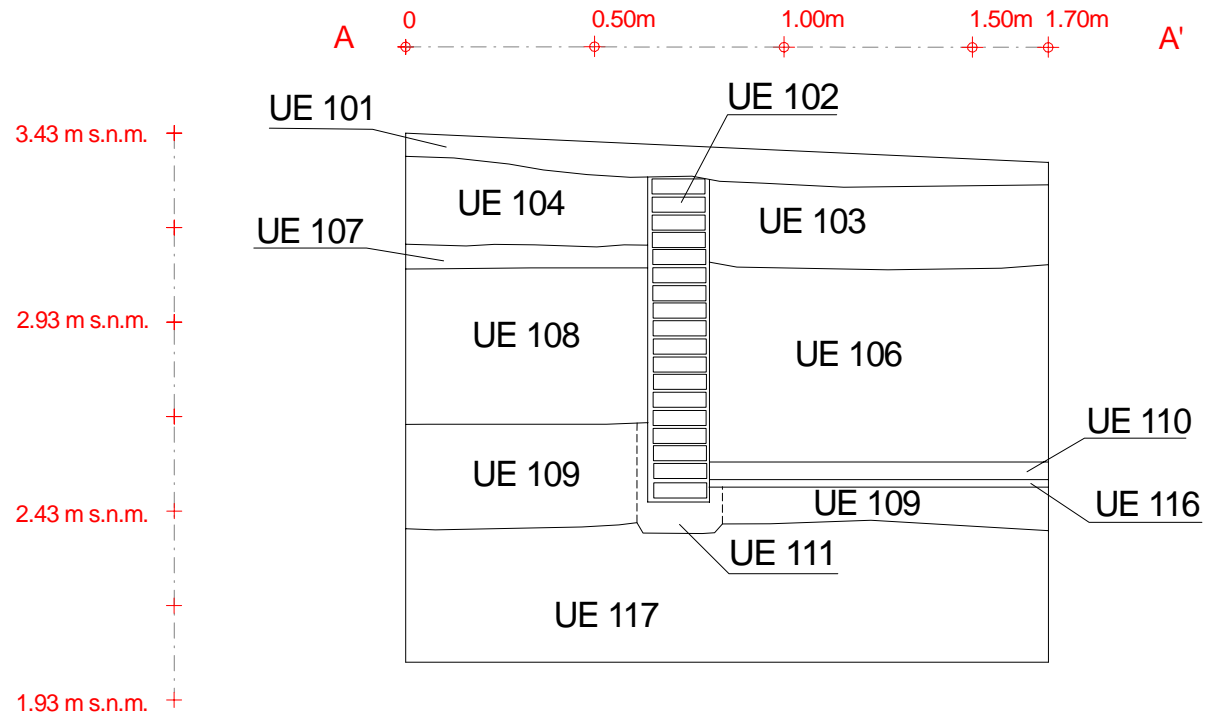 0 0.50m 1.00m 1.50m 1.70m
A A'
UE 101 UE 102
3.43 m s.n.m.
UE 104 UE 103
UE 107
2.93 m s.n.m.
UE 108 UE 106
UE 110
UE 109 UE 109 UE 116
2.43 m s.n.m.
UE 111
UE 117
1.93 m s.n.m.